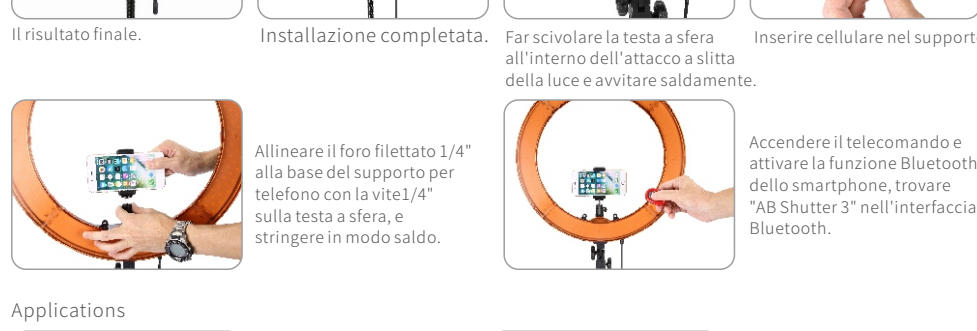 Il risultato finale.
Installazione completata.
Far scivolare la testa a sfera
all'interno dell'attacco a slitta
della luce e avvitare saldamente.
Inserire cellulare nel supporto
Allineare il foro filettato 1/4"
alla base del supporto per
telefono con la vite1/4"
sulla testa a sfera, e
stringere in modo saldo.
Accendere il telecomando e
attivare la funzione Bluetooth
dello smartphone, trovare
"AB Shutter 3" nell'interfaccia
Bluetooth.
Applications